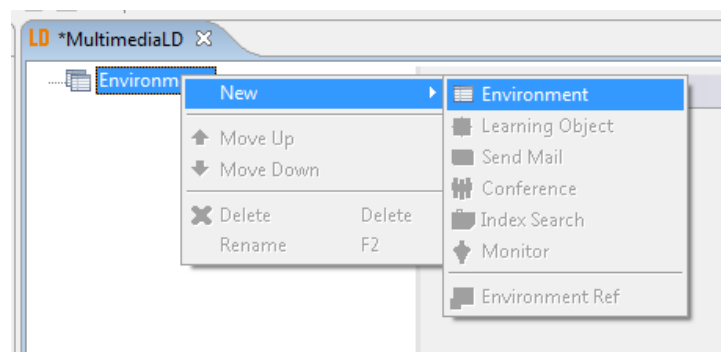 LD *MultimediaLD
Environm
New
Environment
Learning Object
Move Up
Send Mail
Move Down
Conference
Delete Delete
Index Search
Rename F2
Monitor
Environment Ref